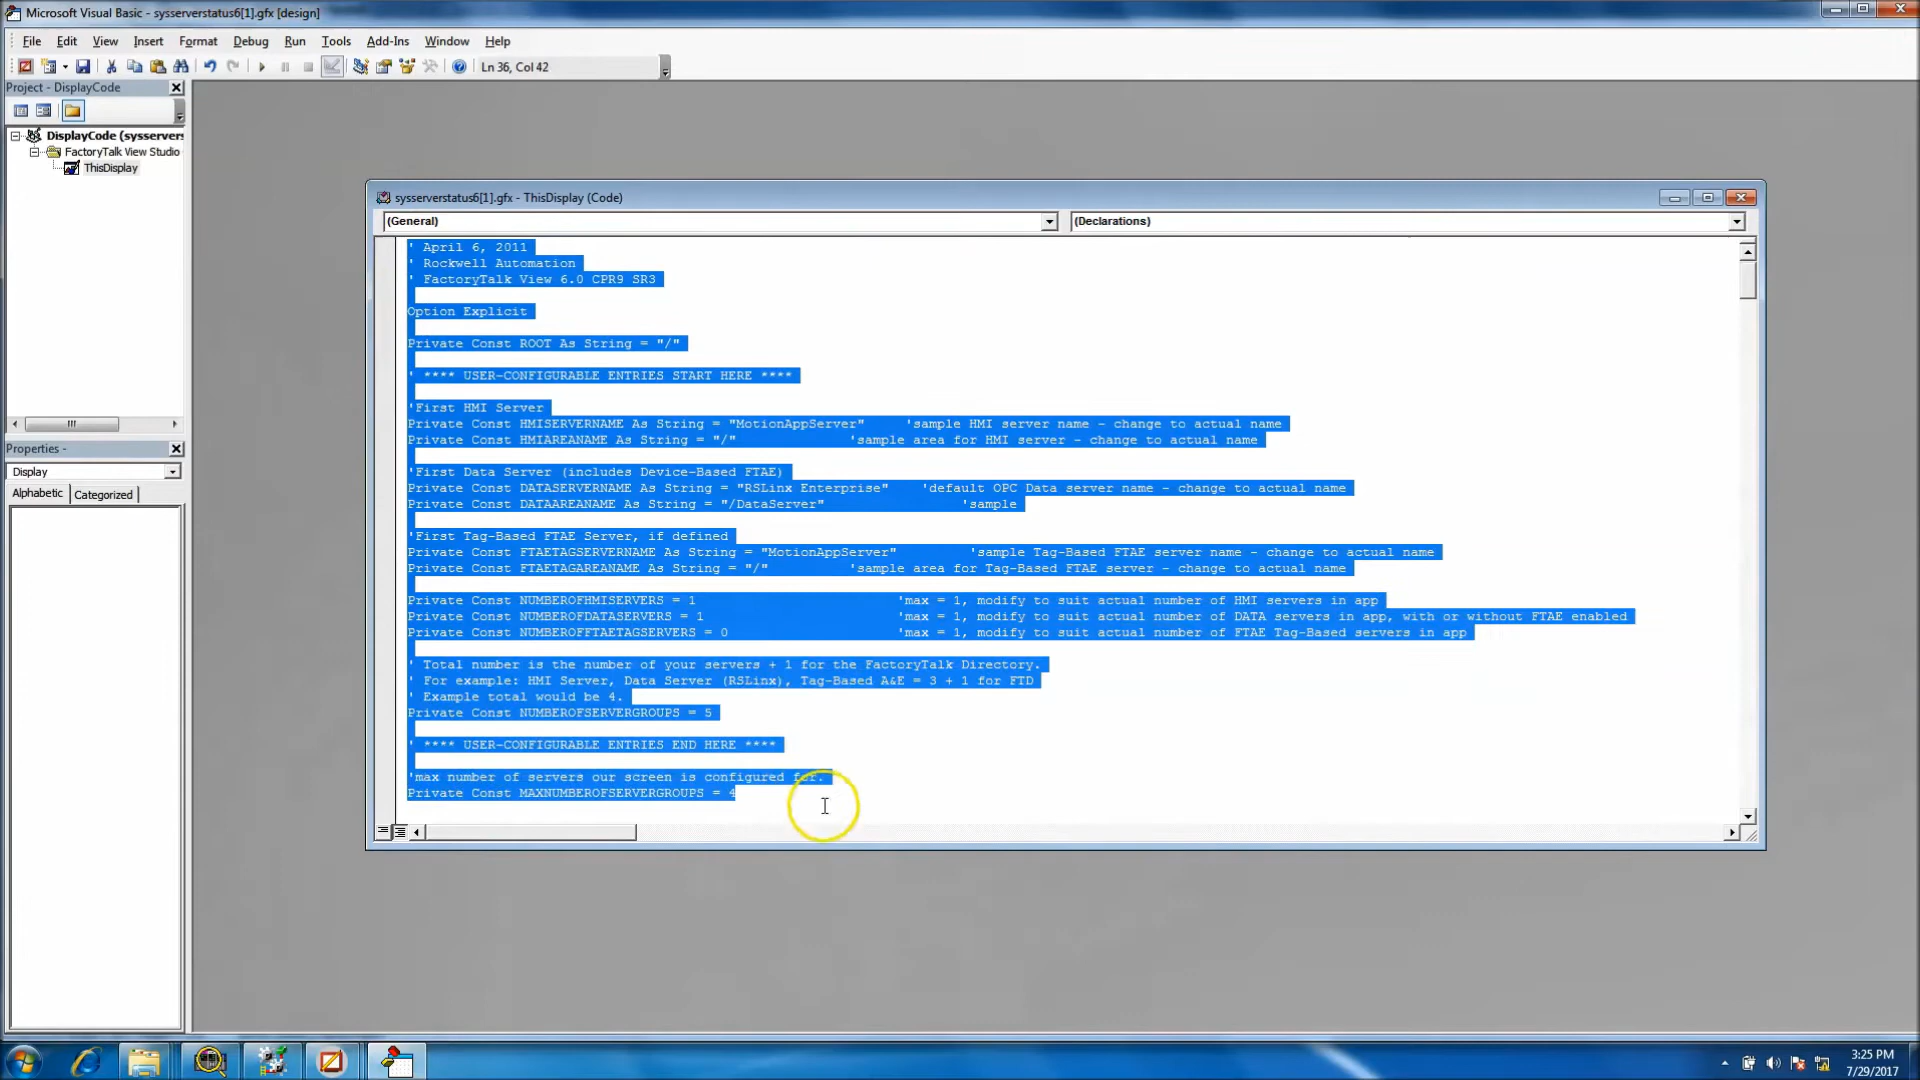 Microsoft Visual Basic - sysserverstatus6[1].gfx [design]
File Edit View Insert Format Debug Run Tools Add-Ins Window Help
Ln 36, Col 42
Project - DisplayCode
DisplayCode (sysservers
FactoryTalk View Studio
ThisDisplay
Properties -
Display
Alphabetic Categorized
sysserverstatus6[1].gfx - ThisDisplay (Code)
(General) (Declarations)
' April 6, 2011
' Rockwell Automation
' FactoryTalk View 6.0 CPR9 SR3
Option Explicit
Private Const ROOT As String = "/"
' **** USER-CONFIGURABLE ENTRIES START HERE ****
'First HMI Server
Private Const HMISERVERNAME As String = "MotionAppServer" 'sample HMI server name - change to actual name
Private Const HMIAREANAME As String = "/" 'sample area for HMI server - change to actual name
'First Data Server (includes Device-Based FTAE)
Private Const DATASERVERNAME As String = "RSLinx Enterprise" 'default OPC Data server name - change to actual name
Private Const DATAAREANAME As String = "/DataServer" 'sample
'First Tag-Based FTAE Server, if defined
Private Const FTAETAGSERVERNAME As String = "MotionAppServer" 'sample Tag-Based FTAE server name - change to actual name
Private Const FTAETAGAREANAME As String = "/" 'sample area for Tag-Based FTAE server - change to actual name
Private Const NUMBEROFHMISERVERS = 1 'max = 1, modify to suit actual number of HMI servers in app
Private Const NUMBEROFDATASERVERS = 1 'max = 1, modify to suit actual number of DATA servers in app, with or without FTAE enabled
Private Const NUMBEROFFTAETAGSERVERS = 0 'max = 1, modify to suit actual number of FTAE Tag-Based servers in app
' Total number is the number of your servers + 1 for the FactoryTalk Directory.
' For example: HMI Server, Data Server (RSLinx), Tag-Based A&E = 3 + 1 for FTD
' Example total would be 4.
Private Const NUMBEROFSERVERGROUPS = 5
' **** USER-CONFIGURABLE ENTRIES END HERE ****
'max number of servers our screen is configured for.
Private Const MAXNUMBEROFSERVERGROUPS = 4
3:25 PM
7/29/2017